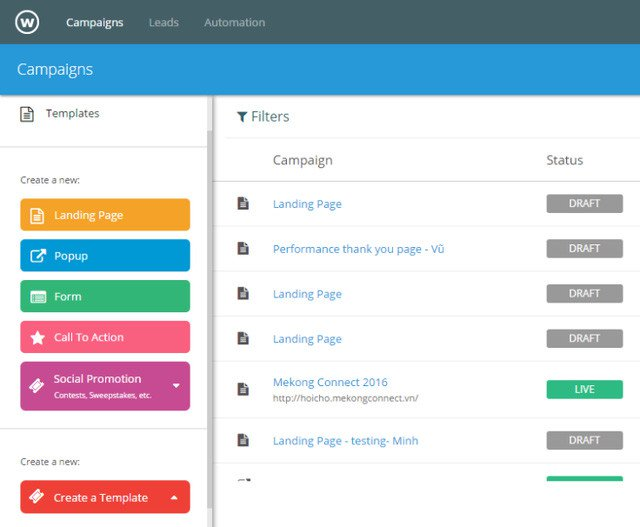 W
Campaigns Leads Automation
Campaigns
Templates
Create a new:
Landing Page
Popup
Form
Call To Action
Social Promotion
Contests, Sweepstakes, etc.
Create a new:
Create a Template
Filters
Campaign Status
Landing Page DRAFT
Performance thank you page - Vũ DRAFT
Landing Page DRAFT
Landing Page DRAFT
Mekong Connect 2016 LIVE
http://hoicho.mekongconnect.vn/
Landing Page - testing- Minh DRAFT